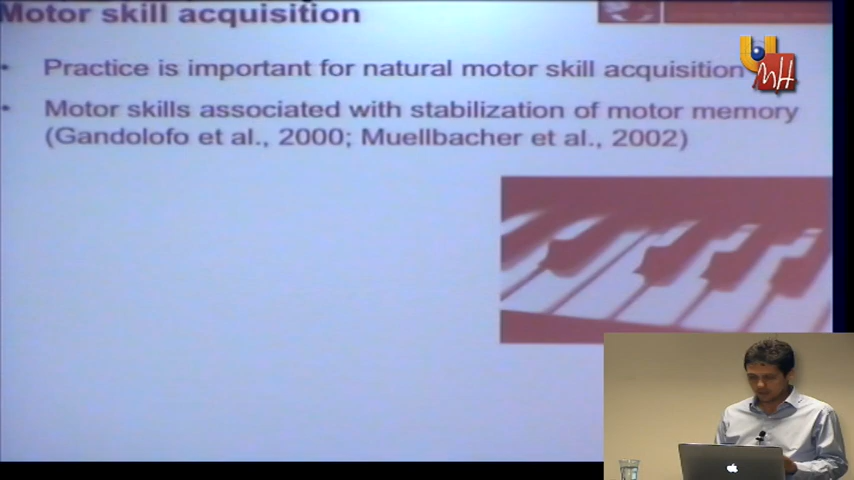 Motor skill acquisition
• Practice is important for natural motor skill acquisition
• Motor skills associated with stabilization of motor memory
(Gandolofo et al., 2000; Muellbacher et al., 2002)
U
MH